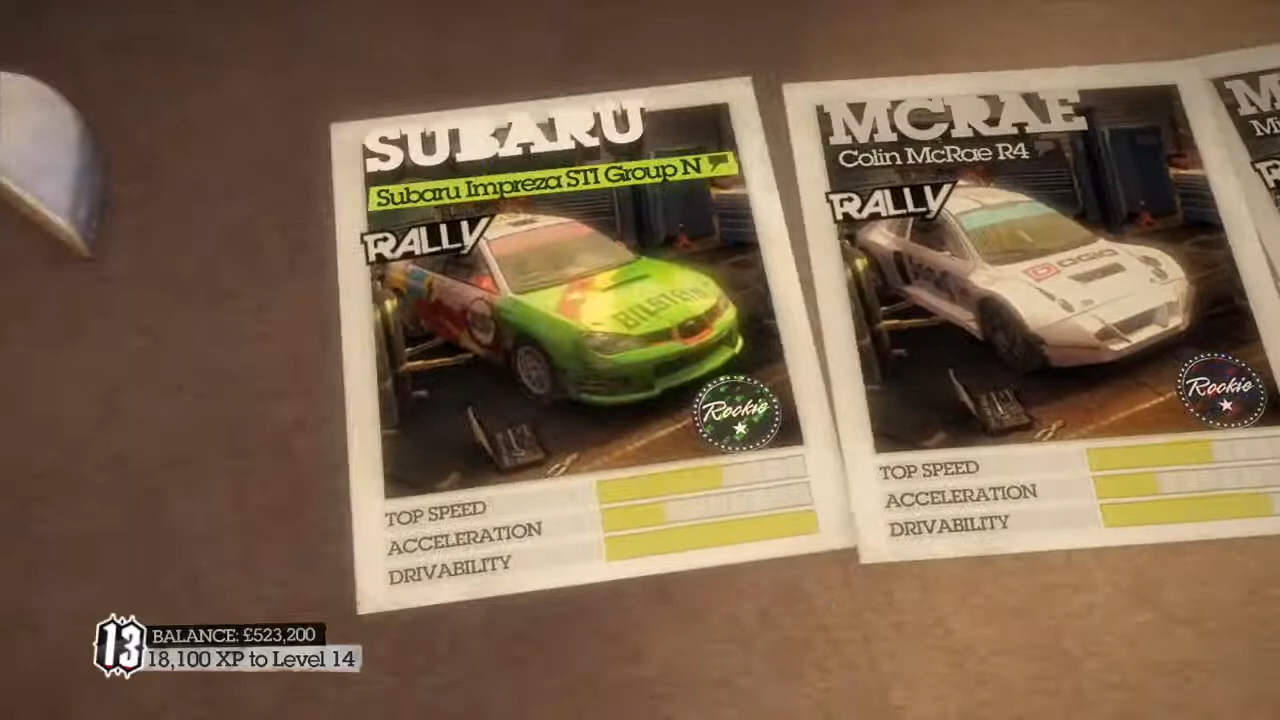 SUBARU
Subaru Impreza STI Group N
RALLY
BILSTEIN
Rookie
TOP SPEED
ACCELERATION
DRIVABILITY
MCRAE
Colin McRae R4
RALLY
Rookie
TOP SPEED
ACCELERATION
DRIVABILITY
13
BALANCE: £523,200
18,100 XP to Level 14